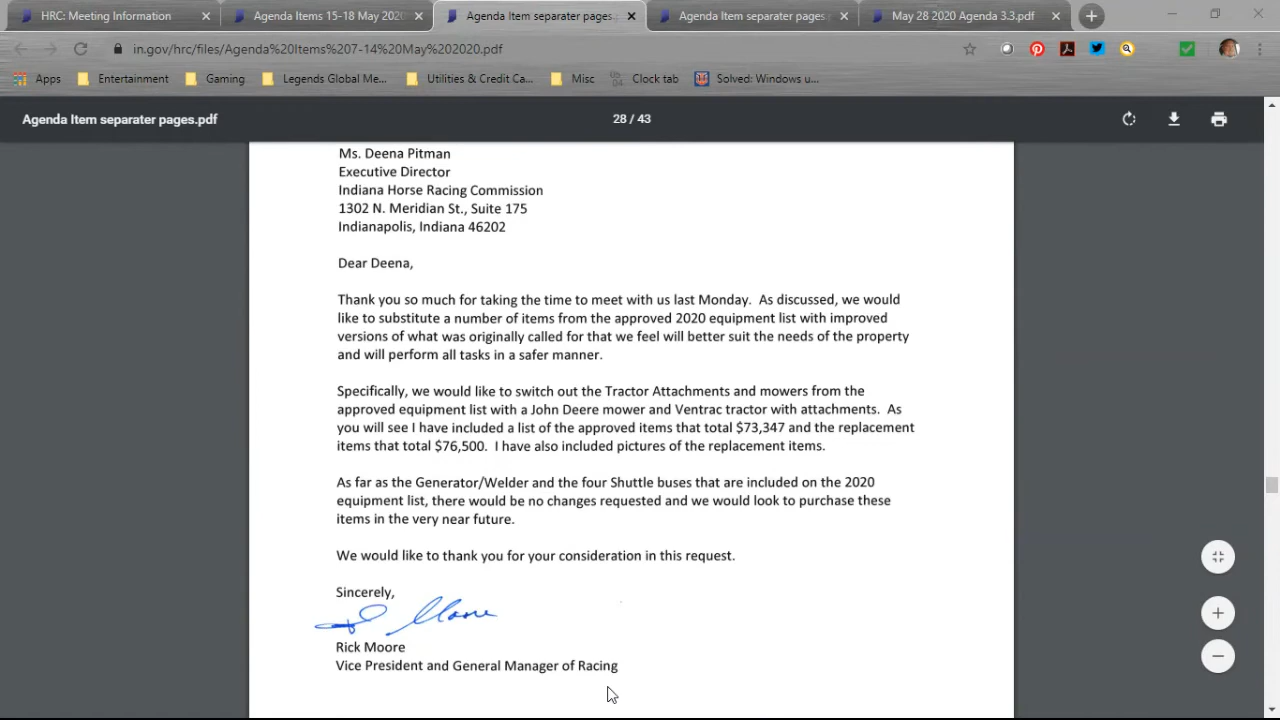 HRC: Meeting Information
Agenda Items 15-18 May 2020
Agenda Item separater pages.
Agenda Item separater pages.
May 28 2020 Agenda 3.3.pdf
in.gov/hrc/files/Agenda%20Items%207-14%20May%202020.pdf
Apps
Entertainment
Gaming
Legends Global Me...
Utilities & Credit Ca...
Misc
Clock tab
Solved: Windows u...
Agenda Item separater pages.pdf
28 / 43
Ms. Deena Pitman
Executive Director
Indiana Horse Racing Commission
1302 N. Meridian St., Suite 175
Indianapolis, Indiana 46202
Dear Deena,
Thank you so much for taking the time to meet with us last Monday.  As discussed, we would
like to substitute a number of items from the approved 2020 equipment list with improved
versions of what was originally called for that we feel will better suit the needs of the property
and will perform all tasks in a safer manner.
Specifically, we would like to switch out the Tractor Attachments and mowers from the
approved equipment list with a John Deere mower and Ventrac tractor with attachments.  As
you will see I have included a list of the approved items that total $73,347 and the replacement
items that total $76,500.  I have also included pictures of the replacement items.
As far as the Generator/Welder and the four Shuttle buses that are included on the 2020
equipment list, there would be no changes requested and we would look to purchase these
items in the very near future.
We would like to thank you for your consideration in this request.
Sincerely,
Rick Moore
Vice President and General Manager of Racing